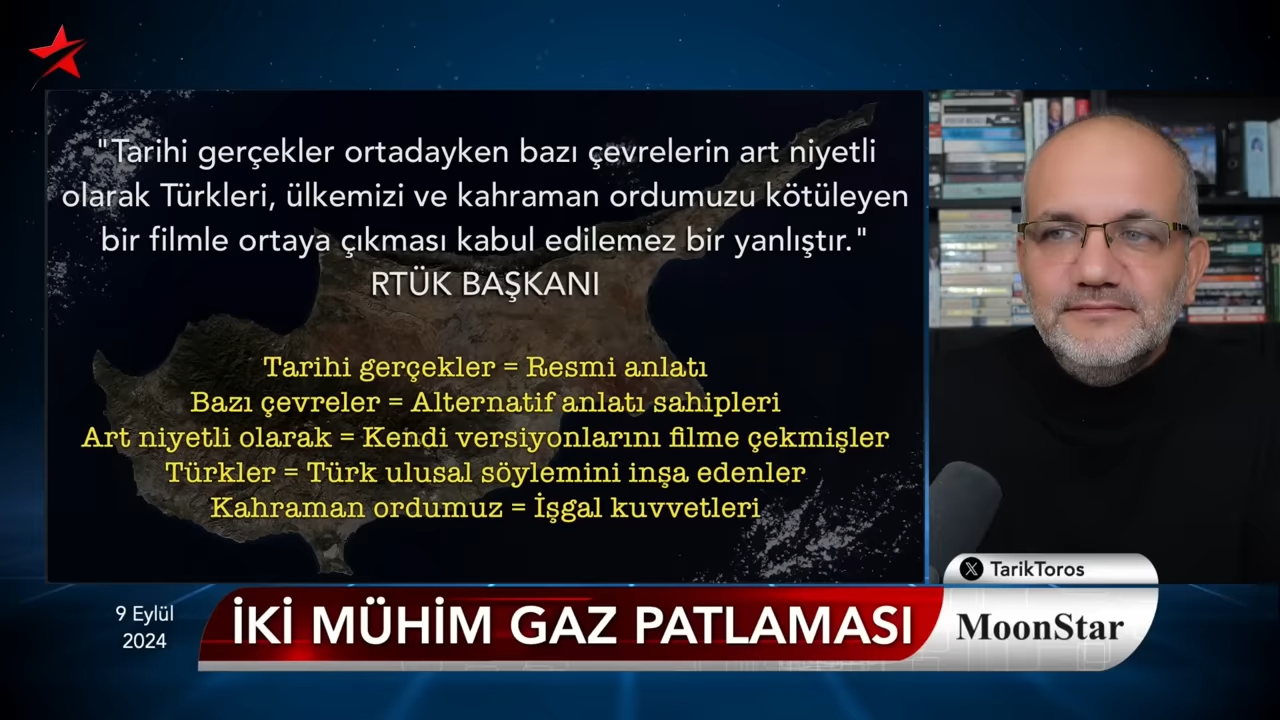 "Tarihi gerçekler ortadayken bazı çevrelerin art niyetli
olarak Türkleri, ülkemizi ve kahraman ordumuzu kötüleyen
bir filmle ortaya çıkması kabul edilemez bir yanlıştır."
RTÜK BAŞKANI
Tarihi gerçekler = Resmi anlatı
Bazı çevreler = Alternatif anlatı sahipleri
Art niyetli olarak = Kendi versiyonlarını filme çekmişler
Türkler = Türk ulusal söylemini inşa edenler
Kahraman ordumuz = İşgal kuvvetleri
X TarikToros
9 Eylül
2024
İKİ MÜHİM GAZ PATLAMASI
MoonStar